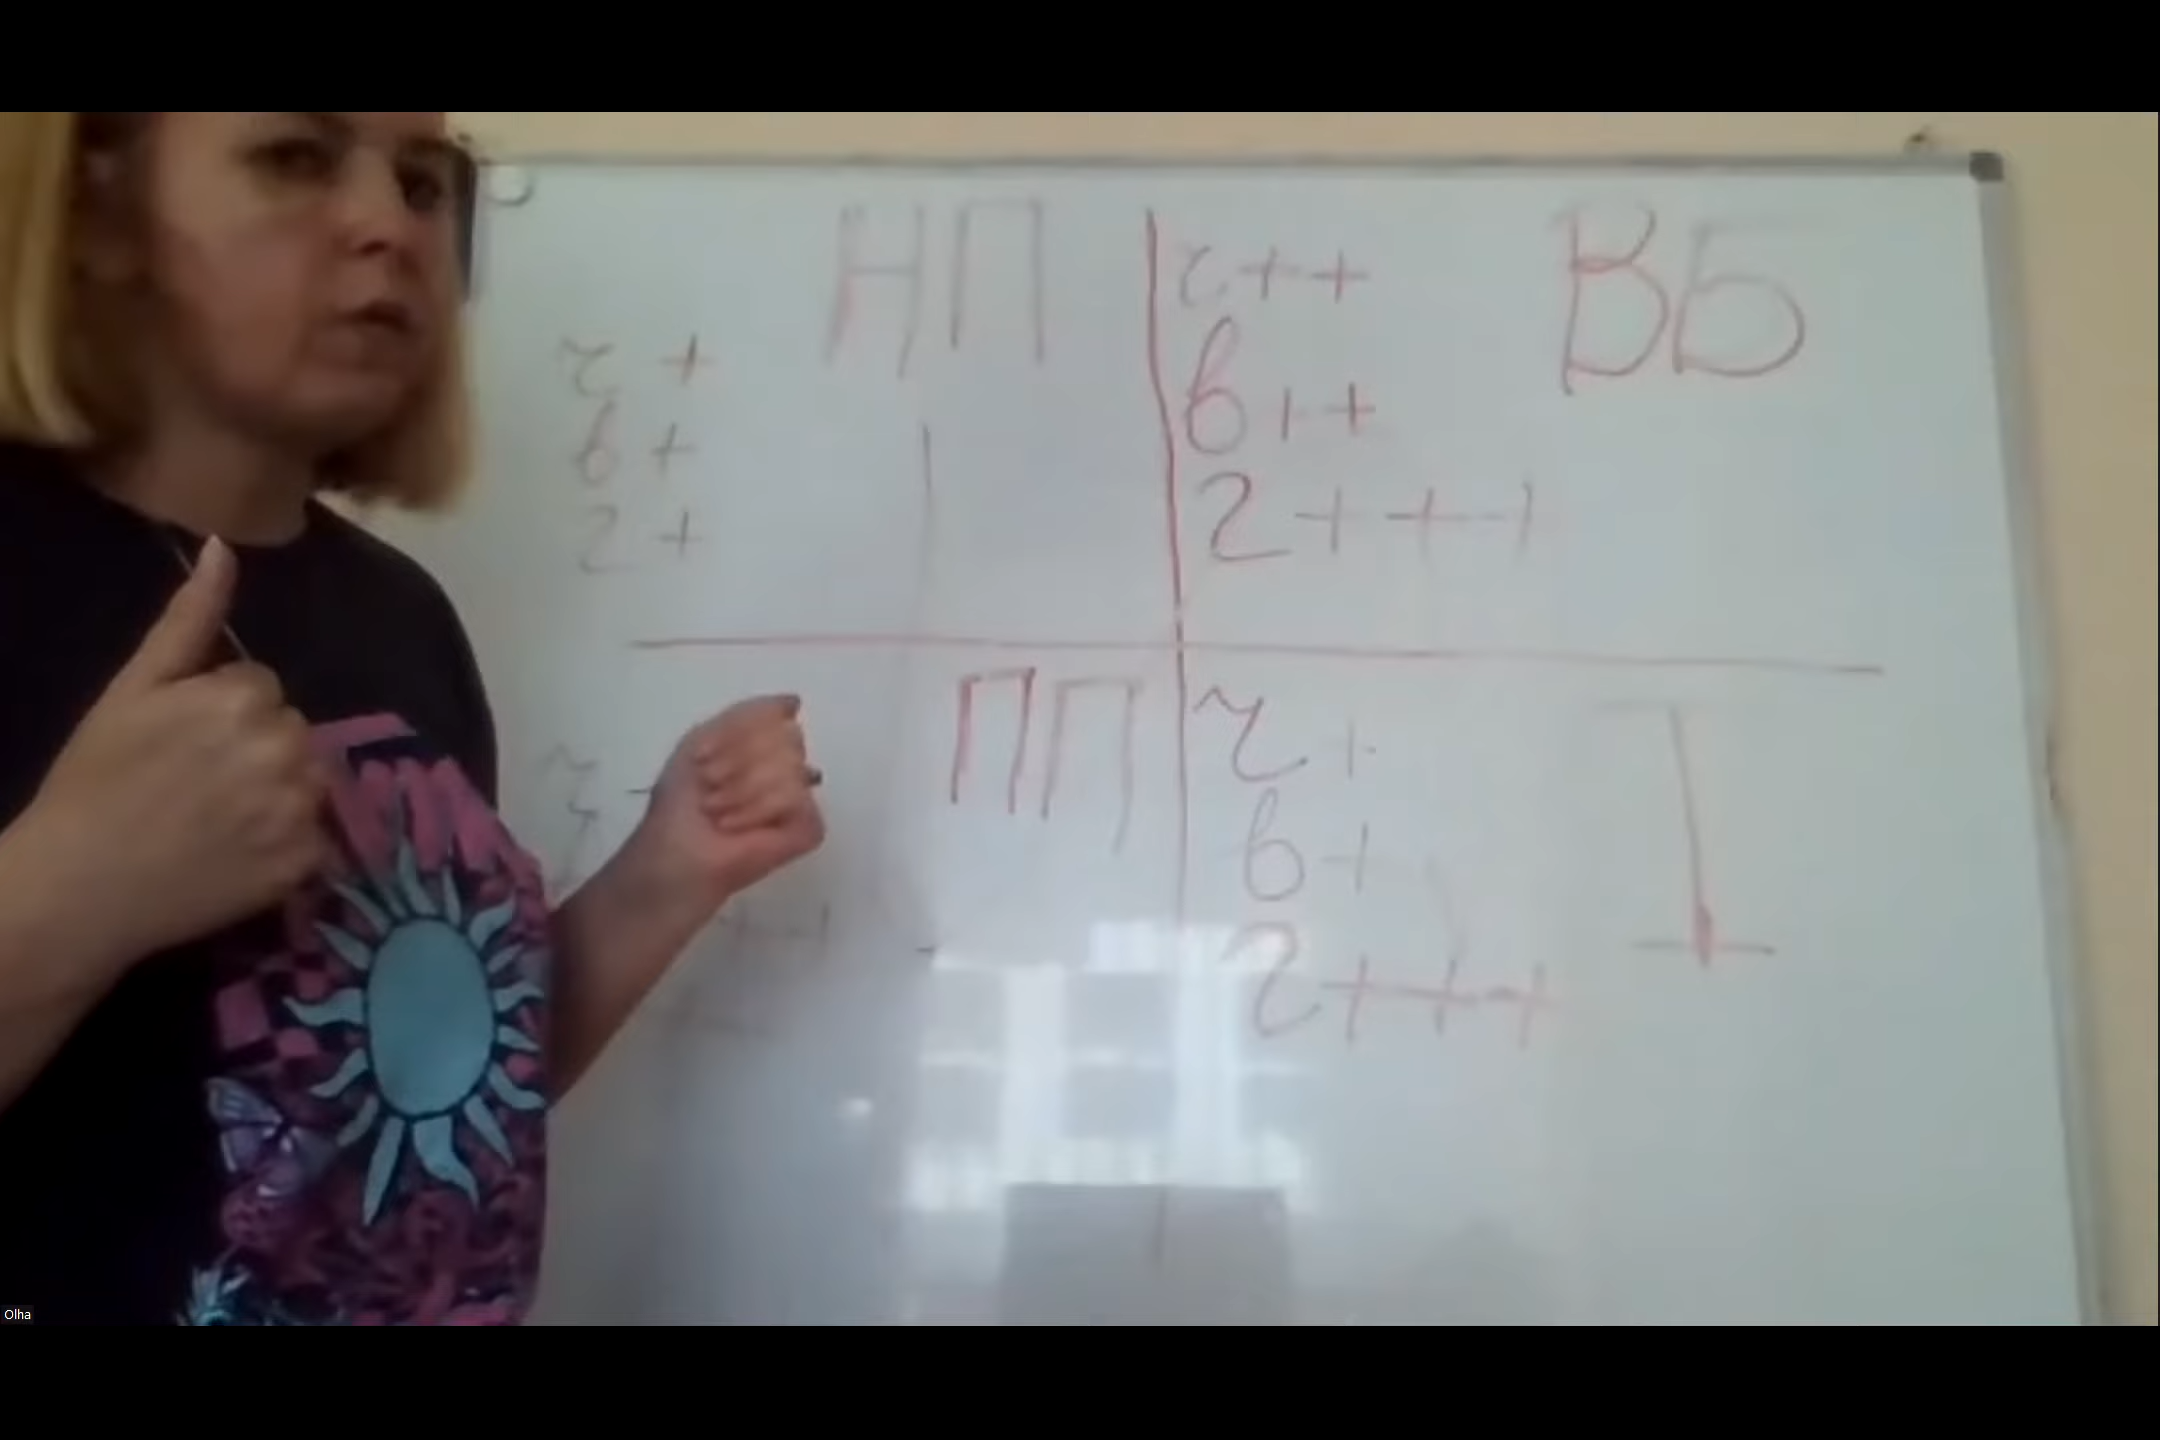 НП
ч +
в +
г +
ч ++
в ++
г +++
ВБ
ПП
ч
ч +
в +
г +++
І
Olha